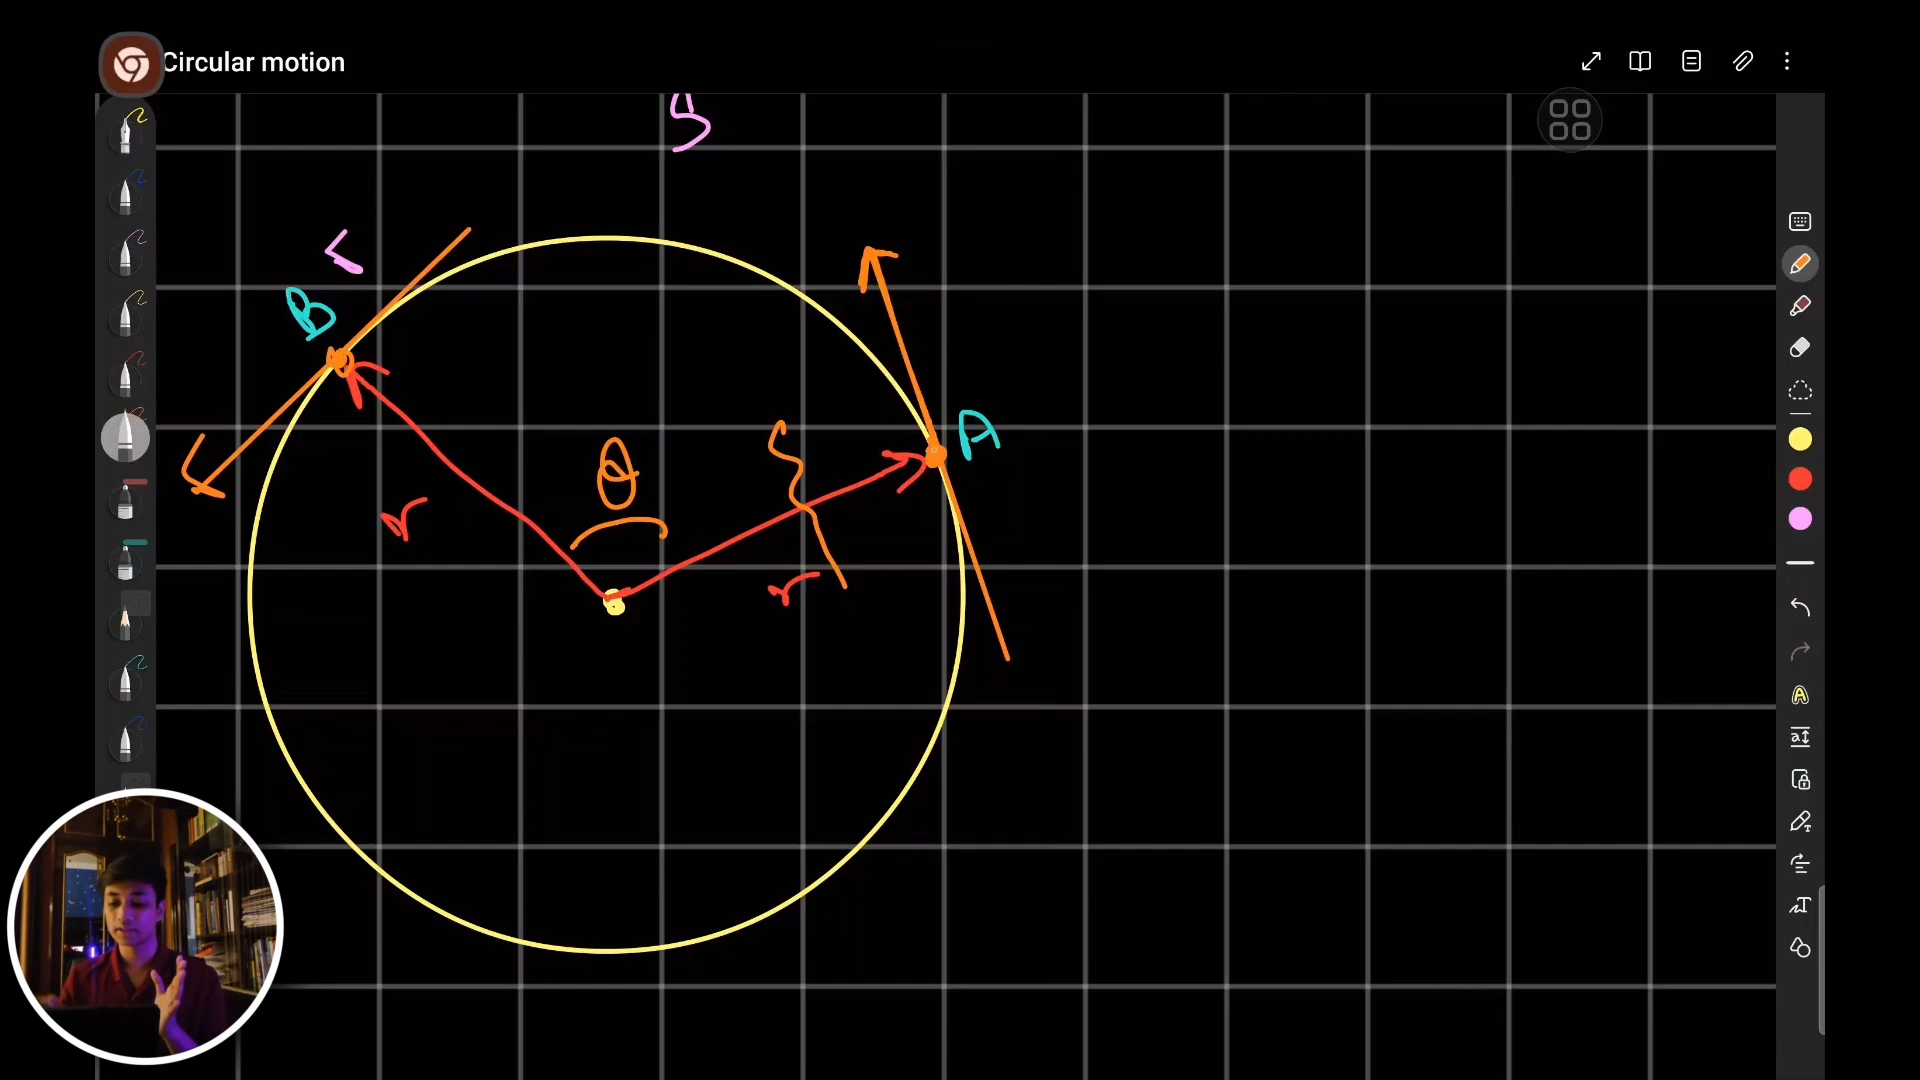 Circular motion
S
B
A
θ
r
r